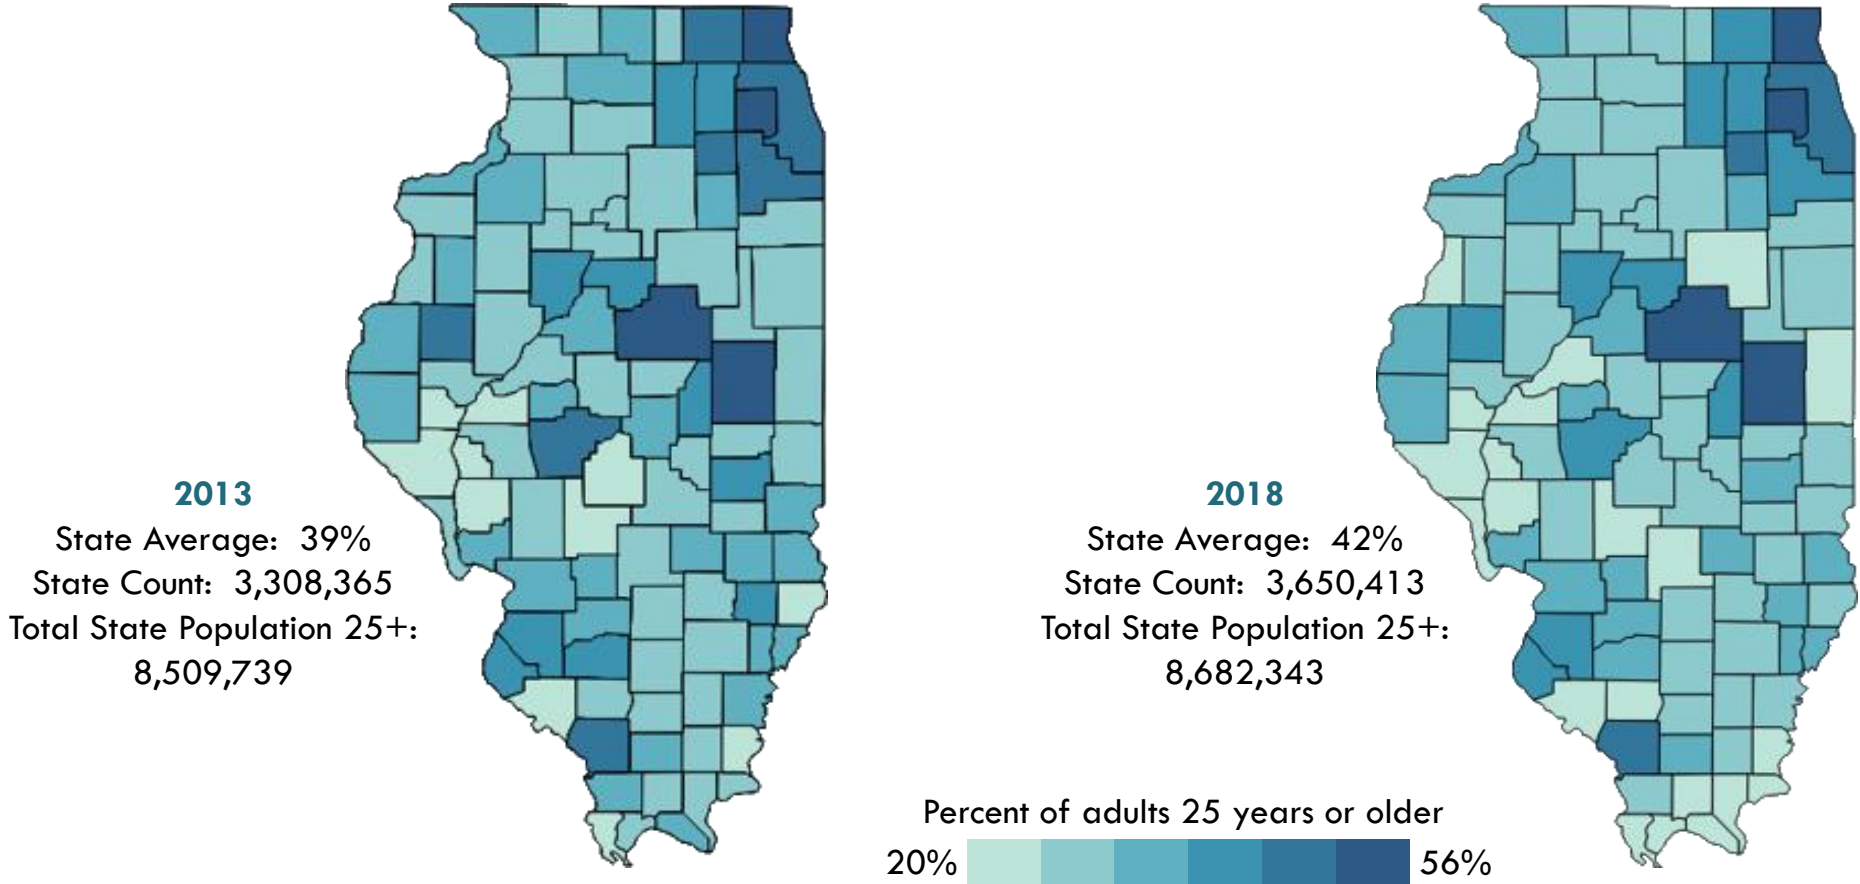 2013
State Average: 39%
State Count: 3,308,365
Total State Population 25+:
8,509,739
2018
State Average: 42%
State Count: 3,650,413
Total State Population 25+:
8,682,343
Percent of adults 25 years or older
20% 56%